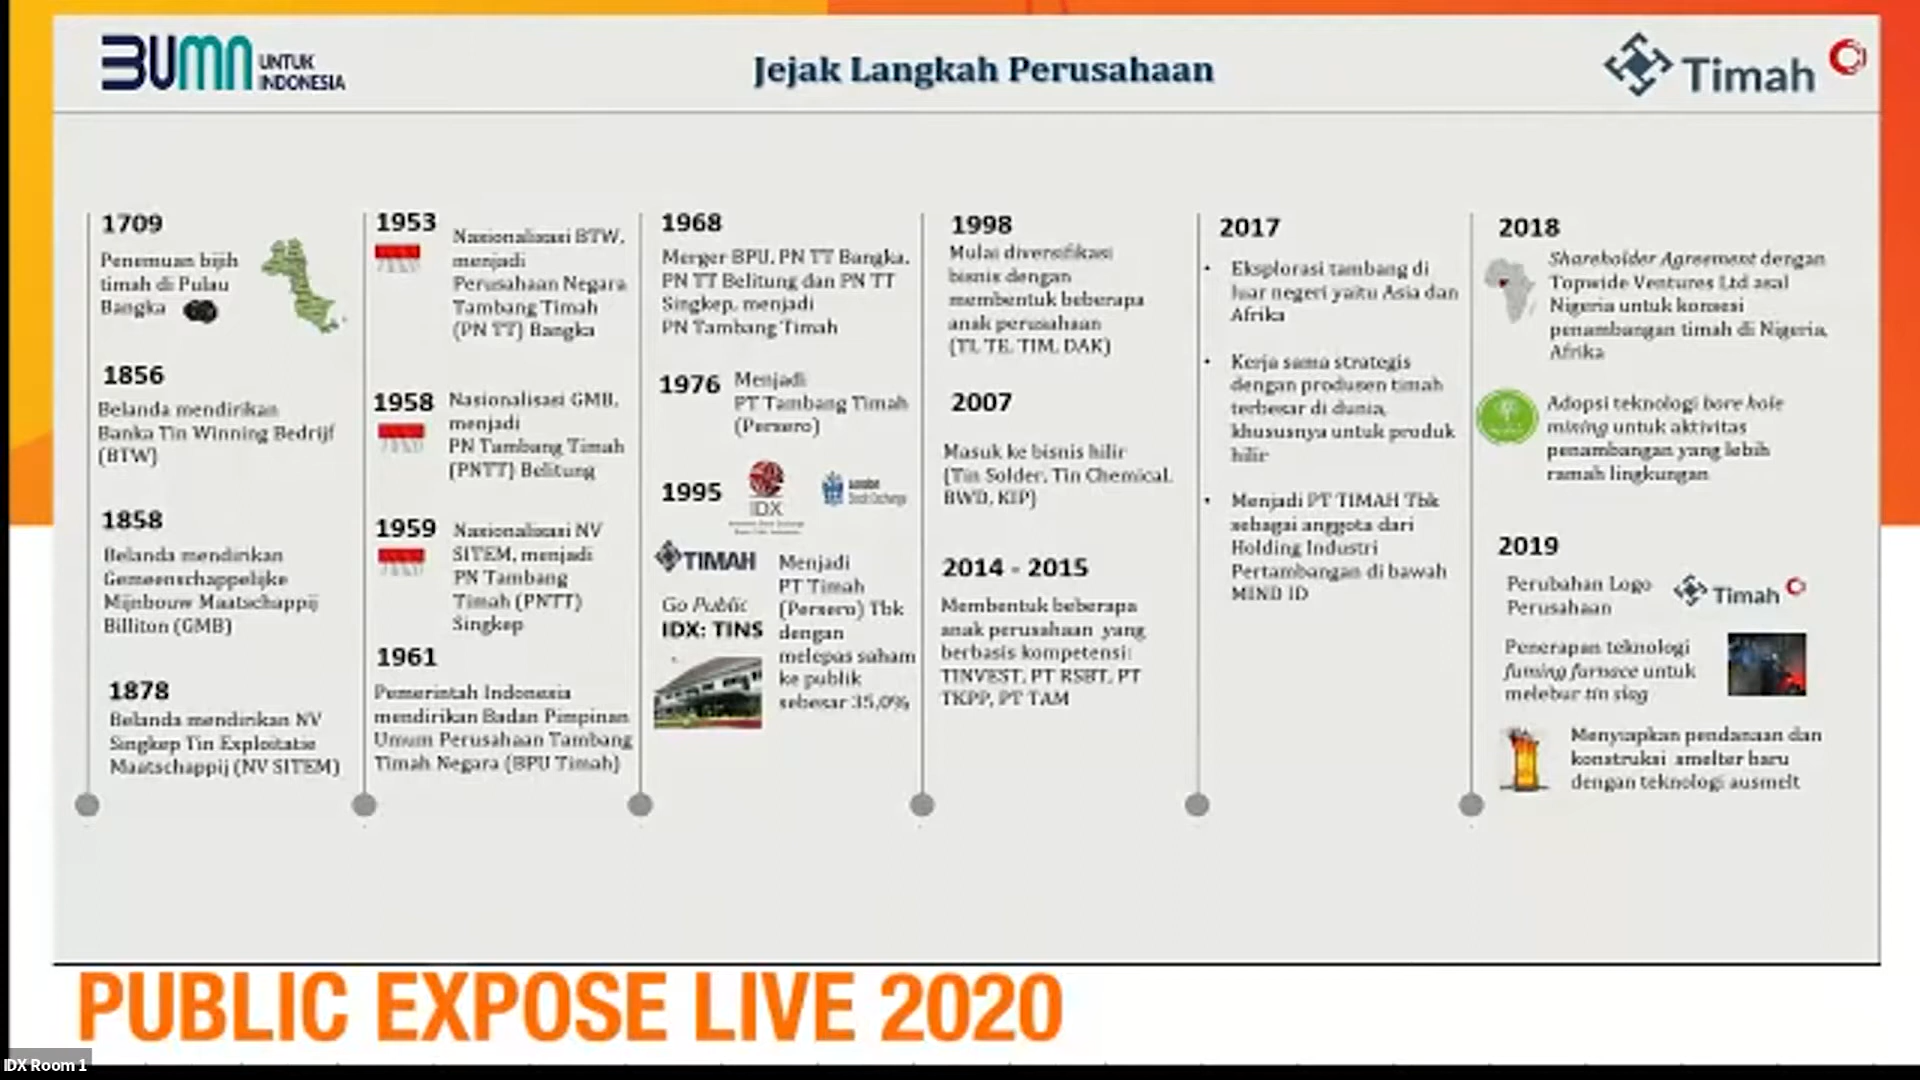 BUMN UNTUK INDONESIA
Jejak Langkah Perusahaan
Timah
1709
Penemuan bijih
timah di Pulau
Bangka
1856
Belanda mendirikan
Banka Tin Winning Bedrijf
(BTW)
1858
Belanda mendirikan
Gemeenschappelijke
Mijnbouw Maatschappij
Billiton (GMB)
1878
Belanda mendirikan NV
Singkep Tin Exploitatie
Maatschappij (NV SITEM)
1953
Nasionalisasi BTW,
menjadi
Perusahaan Negara
Tambang Timah
(PN TT) Bangka
1958
Nasionalisasi GMB,
menjadi
PN Tambang Timah
(PNTT) Belitung
1959
Nasionalisasi NV
SITEM, menjadi
PN Tambang
Timah (PNTT)
Singkep
1961
Pemerintah Indonesia
mendirikan Badan Pimpinan
Umum Perusahaan Tambang
Timah Negara (BPU Timah)
1968
Merger BPU, PN TT Bangka,
PN TT Belitung dan PN TT
Singkep, menjadi
PN Tambang Timah
1976
Menjadi
PT Tambang Timah
(Persero)
1995
IDX
London
Stock Exchange
TIMAH
Go Public
IDX: TINS
Menjadi
PT Timah
(Persero) Tbk
dengan
melepas saham
ke publik
sebesar 35,0%
1998
Mulai diversifikasi
bisnis dengan
membentuk beberapa
anak perusahaan
(TI, TE, TIM, DAK)
2007
Masuk ke bisnis hilir
(Tin Solder, Tin Chemical,
BWD, KIP)
2014 - 2015
Membentuk beberapa
anak perusahaan yang
berbasis kompetensi:
TINVEST, PT RSBT, PT
TKPP, PT TAM
2017
• Eksplorasi tambang di
luar negeri yaitu Asia dan
Afrika
• Kerja sama strategis
dengan produsen timah
terbesar di dunia,
khususnya untuk produk
hilir
• Menjadi PT TIMAH Tbk
sebagai anggota dari
Holding Industri
Pertambangan di bawah
MIND ID
2018
Shareholder Agreement dengan
Topwide Ventures Ltd asal
Nigeria untuk konsesi
penambangan timah di Nigeria,
Afrika
Adopsi teknologi bore hole
mining untuk aktivitas
penambangan yang lebih
ramah lingkungan
2019
Perubahan Logo
Perusahaan
Timah
Penerapan teknologi
fuming furnace untuk
melebur tin slag
Menyiapkan pendanaan dan
konstruksi smelter baru
dengan teknologi ausmelt
PUBLIC EXPOSE LIVE 2020
IDX Room 1